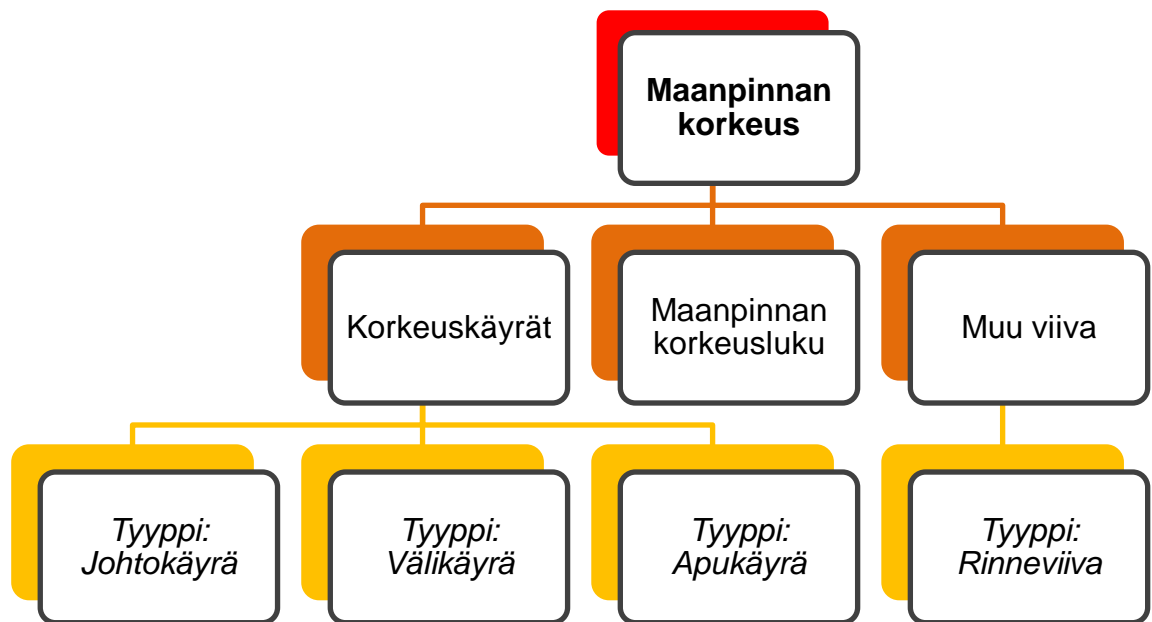 Maanpinnan
korkeus
Korkeuskäyrät
Maanpinnan
korkeusluku
Muu viiva
Tyyppi:
Johtokäyrä
Tyyppi:
Välikäyrä
Tyyppi:
Apukäyrä
Tyyppi:
Rinneviiva